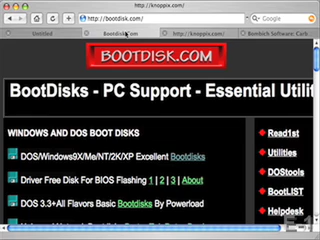 http://knoppix.com/
http://bootdisk.com/
Google
Untitled
Bootdisk.Com
http://knoppix.com/
Bombich Software: Carb
BOOTDISK.COM
BootDisks - PC Support - Essential Utilit
WINDOWS AND DOS BOOT DISKS
DOS/Windows9X/Me/NT/2K/XP Excellent Bootdisks
Driver Free Disk For BIOS Flashing 1 | 2 | 3 | About
DOS 3.3+All Flavors Basic Bootdisks By Powerload
Read1st
Utilities
DOStools
BootLIST
Helpdesk